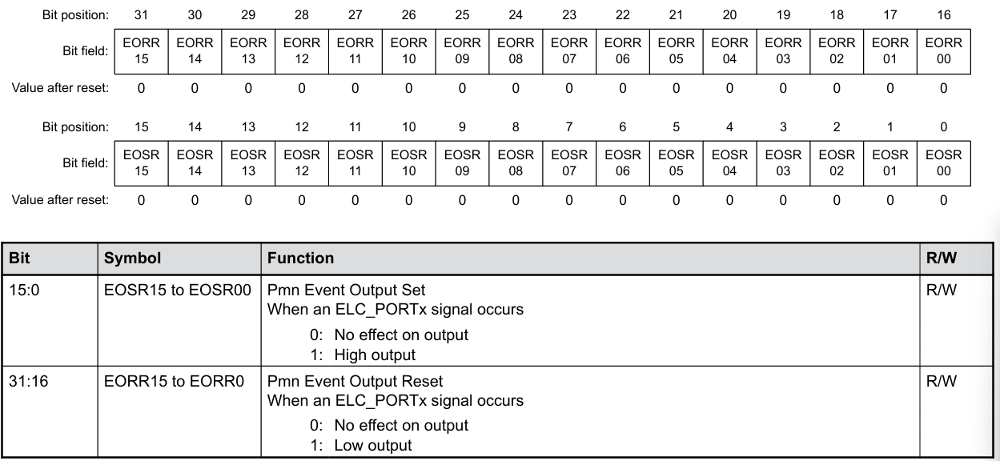 Bit position: 31 30 29 28 27 26 25 24 23 22 21 20 19 18 17 16
Bit field: EORR 15 EORR 14 EORR 13 EORR 12 EORR 11 EORR 10 EORR 09 EORR 08 EORR 07 EORR 06 EORR 05 EORR 04 EORR 03 EORR 02 EORR 01 EORR 00
Value after reset: 0 0 0 0 0 0 0 0 0 0 0 0 0 0 0 0
Bit position: 15 14 13 12 11 10 9 8 7 6 5 4 3 2 1 0
Bit field: EOSR 15 EOSR 14 EOSR 13 EOSR 12 EOSR 11 EOSR 10 EOSR 09 EOSR 08 EOSR 07 EOSR 06 EOSR 05 EOSR 04 EOSR 03 EOSR 02 EOSR 01 EOSR 00
Value after reset: 0 0 0 0 0 0 0 0 0 0 0 0 0 0 0 0
Bit Symbol Function R/W
15:0 EOSR15 to EOSR00 Pmn Event Output Set R/W
When an ELC_PORTx signal occurs
0: No effect on output
1: High output
31:16 EORR15 to EORR0 Pmn Event Output Reset R/W
When an ELC_PORTx signal occurs
0: No effect on output
1: Low output